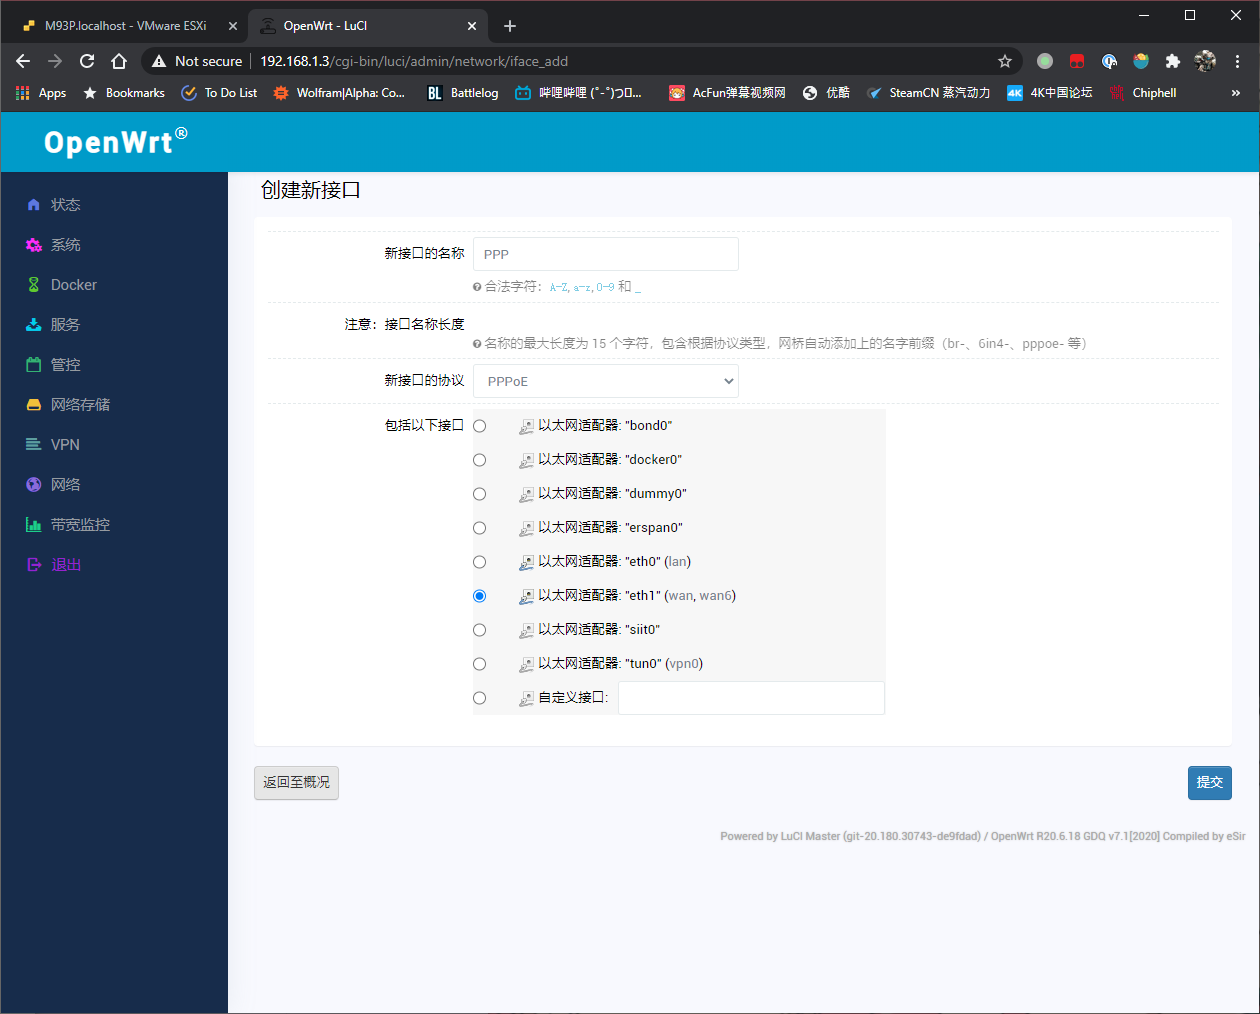 M93P.localhost - VMware ESXi
OpenWrt - LuCI
Not secure
192.168.1.3/cgi-bin/luci/admin/network/iface_add
Apps
Bookmarks
To Do List
Wolfram|Alpha: Co...
BL Battlelog
AcFun弹幕视频网
优酷
SteamCN 蒸汽动力
4K 4K中国论坛
Chiphell
»
OpenWrt®
状态
系统
Docker
服务
管控
网络存储
VPN
网络
带宽监控
退出
创建新接口
新接口的名称
PPP
合法字符：A-Z, a-z, 0-9 和 _
注意：接口名称长度
名称的最大长度为 15 个字符，包含根据协议类型，网桥自动添加上的名字前缀（br-、6in4-、pppoe- 等）
新接口的协议
PPPoE
包括以下接口
以太网适配器: "bond0"
以太网适配器: "docker0"
以太网适配器: "dummy0"
以太网适配器: "erspan0"
以太网适配器: "eth0" (lan)
以太网适配器: "eth1" (wan, wan6)
以太网适配器: "siit0"
以太网适配器: "tun0" (vpn0)
自定义接口:
返回至概况
提交
Powered by LuCI Master (git-20.180.30743-de9fdad) / OpenWrt R20.6.18 GDQ v7.1[2020] Compiled by eSir